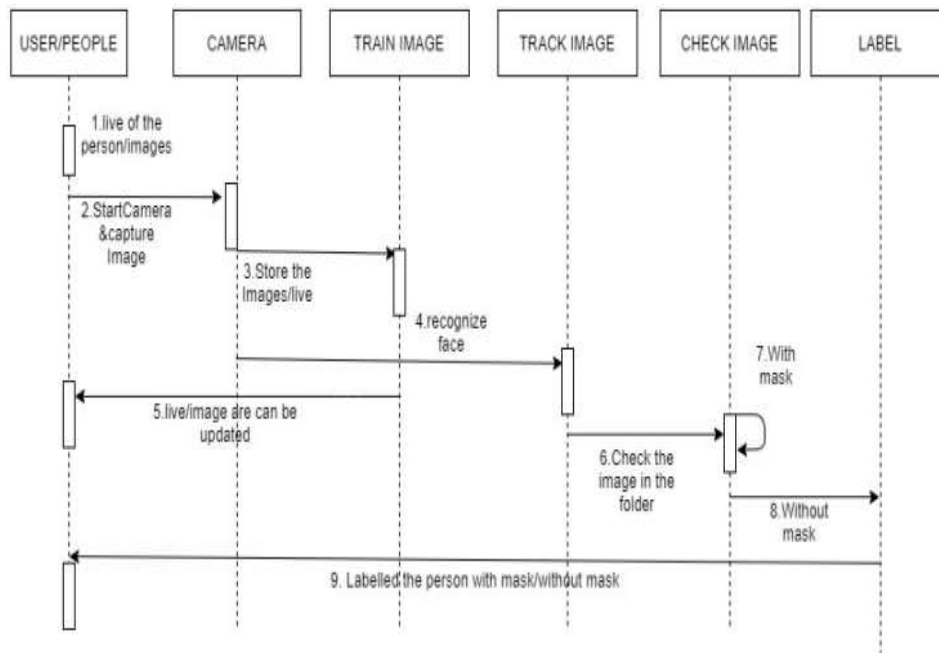 USER/PEOPLE
CAMERA
TRAIN IMAGE
TRACK IMAGE
CHECK IMAGE
LABEL
1.live of the
person/images
2.StartCamera
&capture
Image
3.Store the
Images/live
4.recognize
face
5.live/image are can be
updated
6.Check the
image in the
folder
7.With
mask
8.Without
mask
9. Labelled the person with mask/without mask